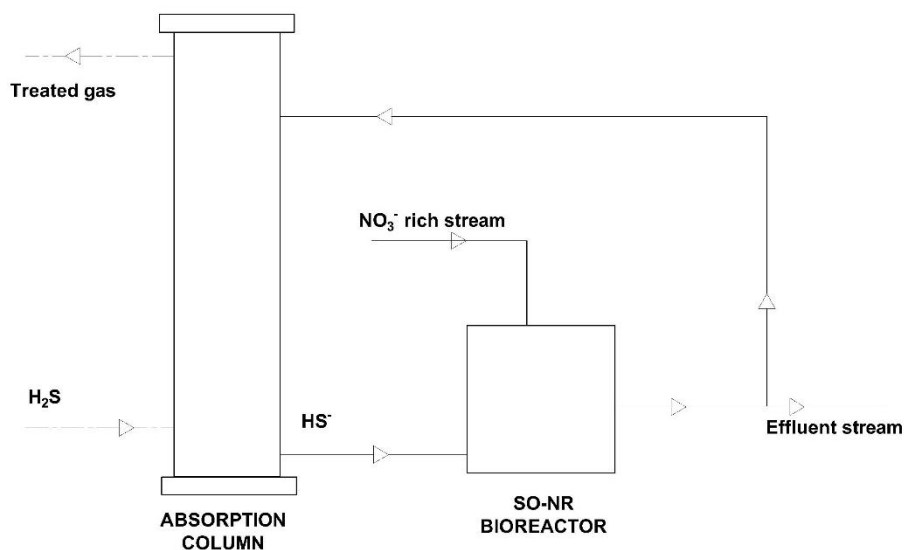 Treated gas
NO₃⁻ rich stream
H₂S
HS⁻
Effluent stream
ABSORPTION
COLUMN
SO-NR
BIOREACTOR